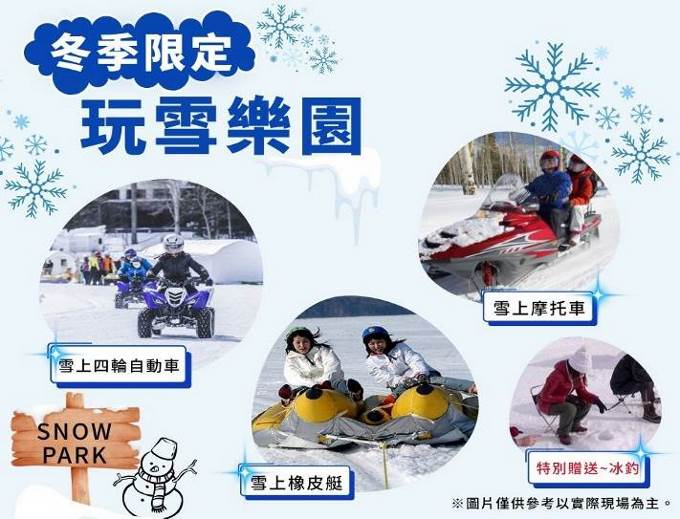 冬季限定
玩雪樂園
雪上摩托車
雪上四輪自動車
SNOW
PARK
雪上橡皮艇
特別贈送~冰釣
※圖片僅供參考以實際現場為主。